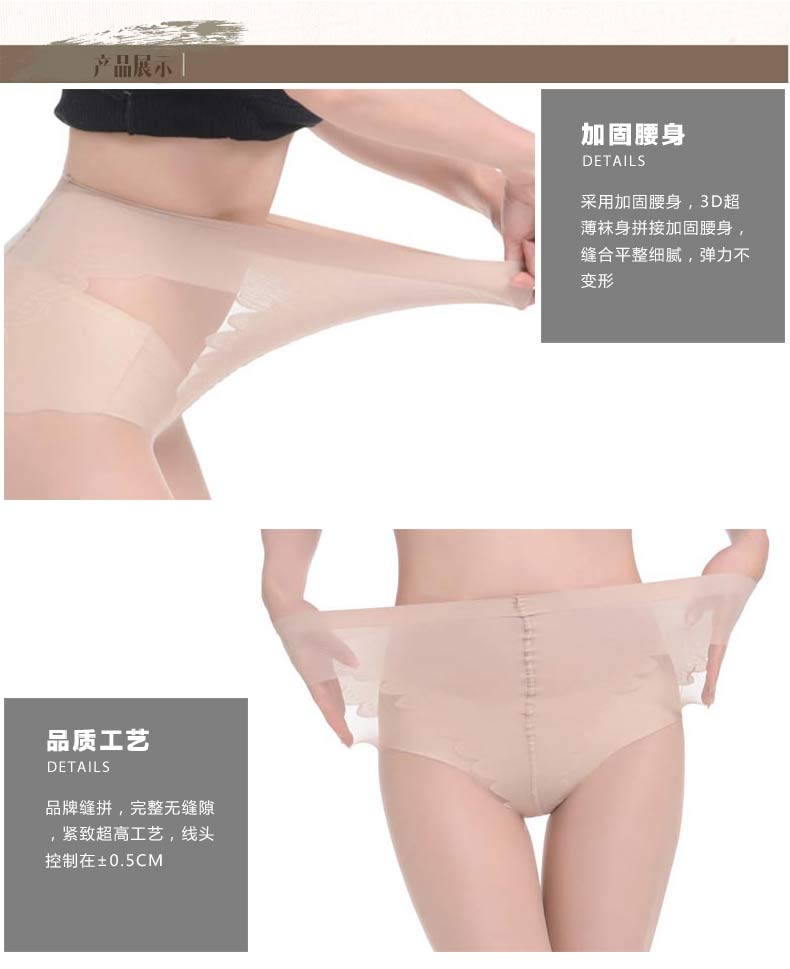 产品展示
加固腰身
DETAILS
采用加固腰身，3D超
薄袜身拼接加固腰身，
缝合平整细腻，弹力不
变形
品质工艺
DETAILS
品牌缝拼，完整无缝隙
，紧致超高工艺，线头
控制在±0.5CM